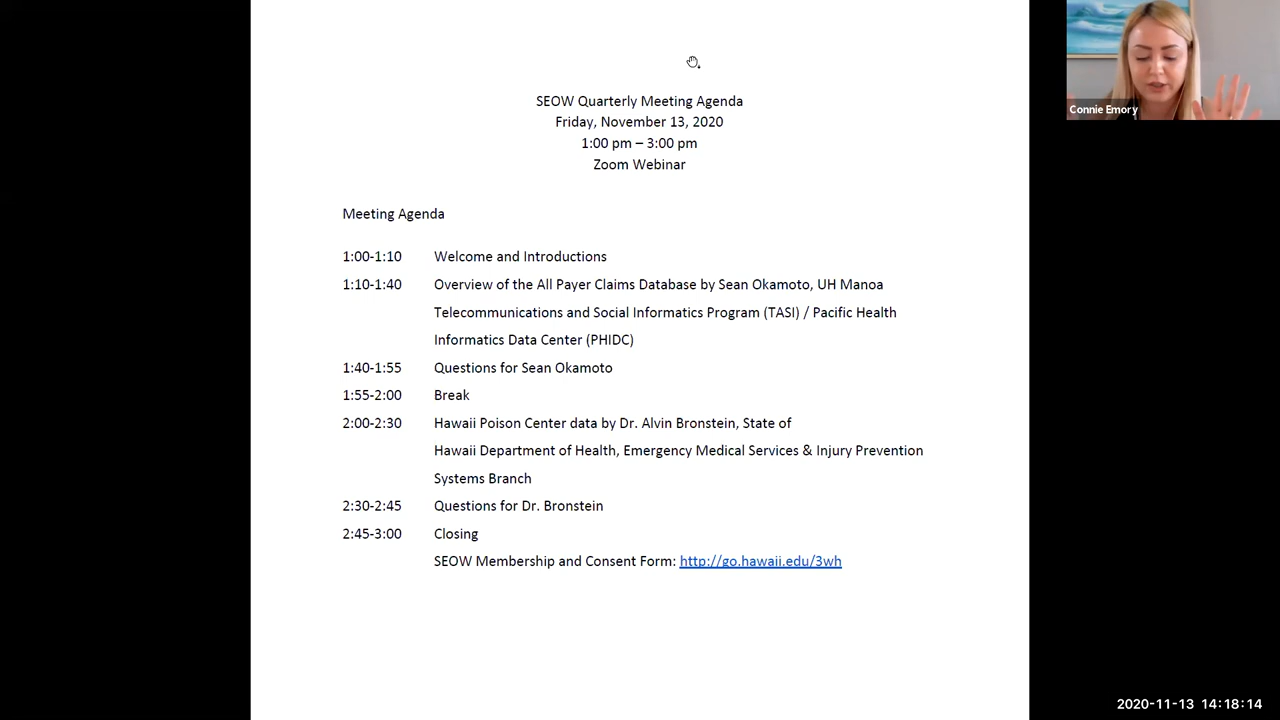 SEOW Quarterly Meeting Agenda
Friday, November 13, 2020
1:00 pm – 3:00 pm
Zoom Webinar
Meeting Agenda
1:00-1:10 Welcome and Introductions
1:10-1:40 Overview of the All Payer Claims Database by Sean Okamoto, UH Manoa
Telecommunications and Social Informatics Program (TASI) / Pacific Health
Informatics Data Center (PHIDC)
1:40-1:55 Questions for Sean Okamoto
1:55-2:00 Break
2:00-2:30 Hawaii Poison Center data by Dr. Alvin Bronstein, State of
Hawaii Department of Health, Emergency Medical Services & Injury Prevention
Systems Branch
2:30-2:45 Questions for Dr. Bronstein
2:45-3:00 Closing
SEOW Membership and Consent Form: http://go.hawaii.edu/3wh
Connie Emory
2020-11-13 14:18:14